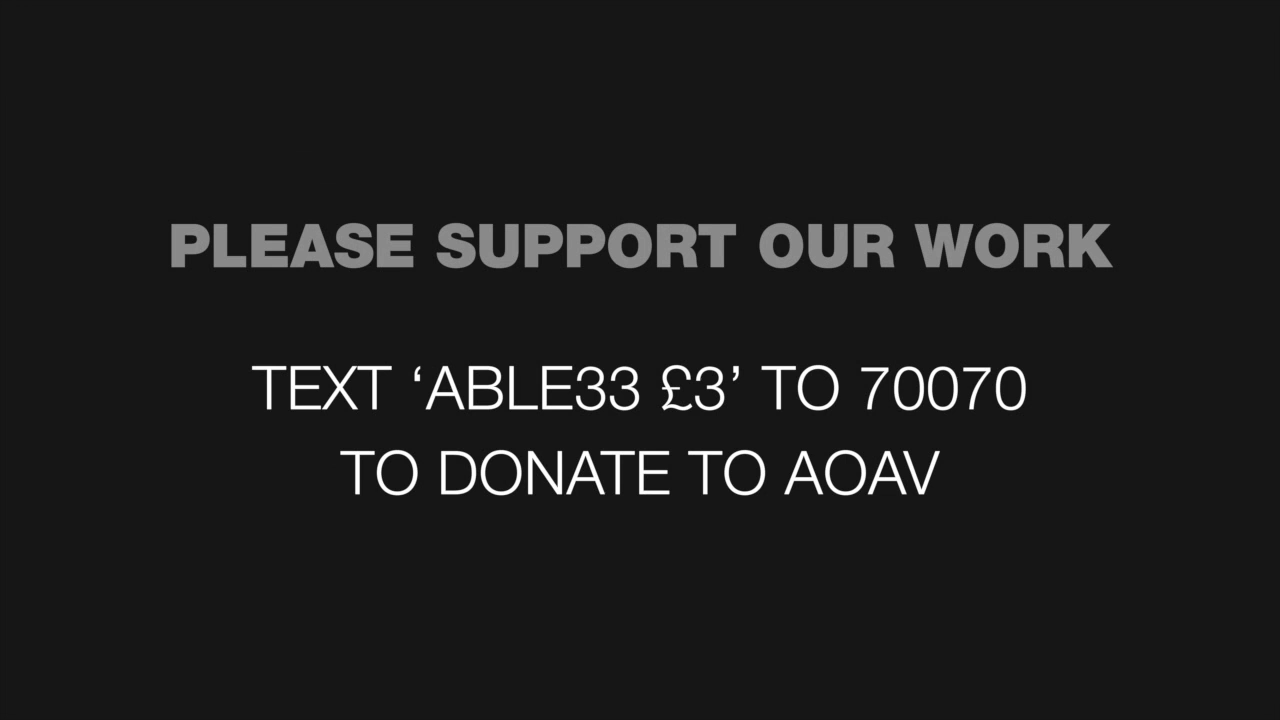 PLEASE SUPPORT OUR WORK
TEXT ‘ABLE33 £3’ TO 70070
TO DONATE TO AOAV